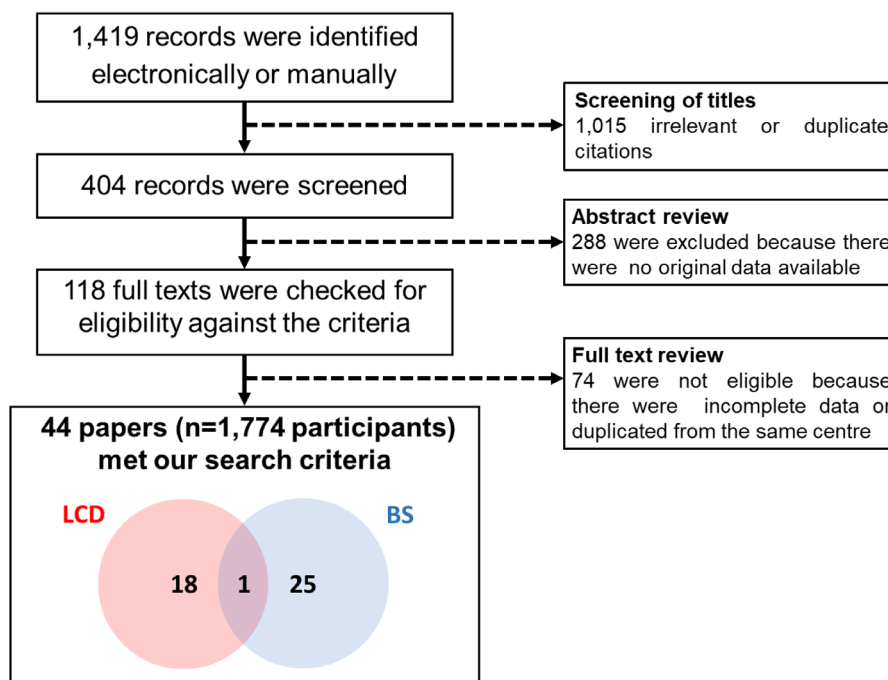 1,419 records were identified
electronically or manually
Screening of titles
1,015 irrelevant or duplicate
citations
404 records were screened
Abstract review
288 were excluded because there
were no original data available
118 full texts were checked for
eligibility against the criteria
Full text review
74 were not eligible because
there were incomplete data or
duplicated from the same centre
44 papers (n=1,774 participants)
met our search criteria
LCD
BS
18
1
25